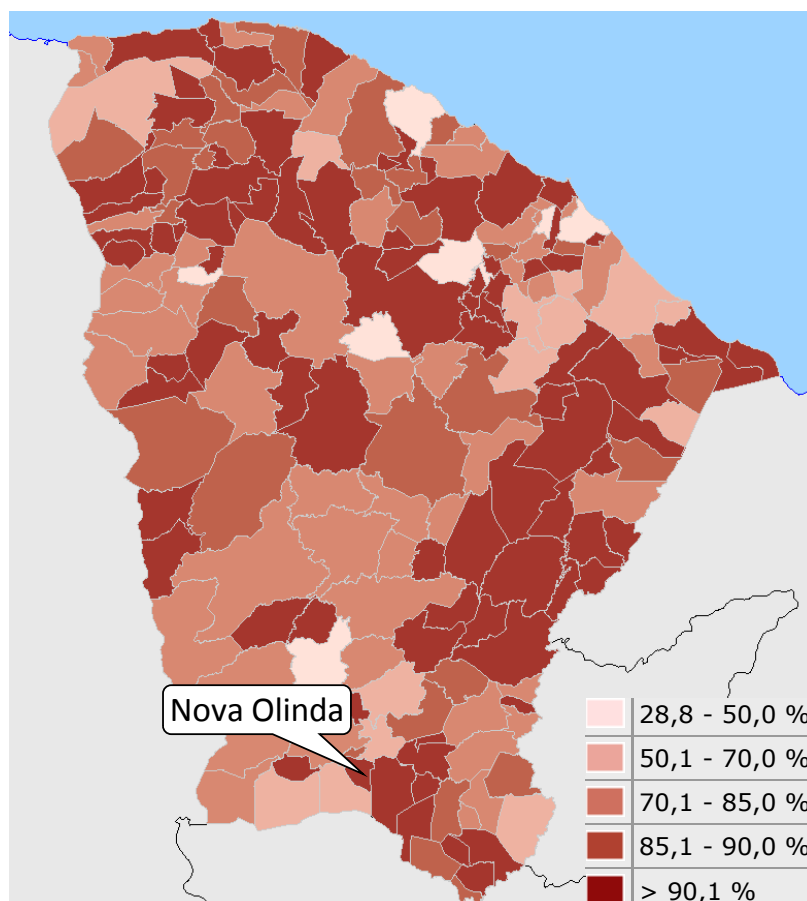 Nova Olinda
28,8 - 50,0 %
50,1 - 70,0 %
70,1 - 85,0 %
85,1 - 90,0 %
> 90,1 %